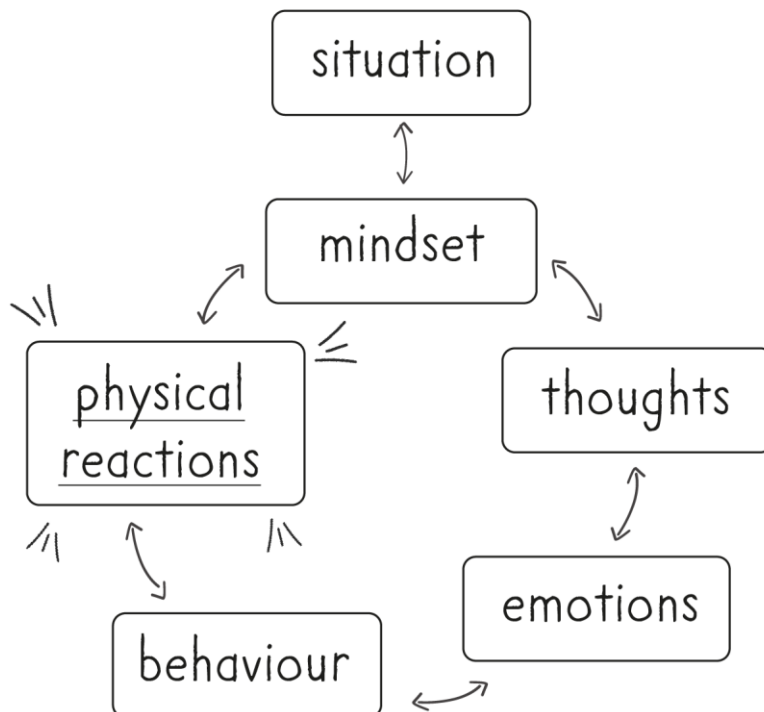 situation
mindset
physical
reactions
thoughts
emotions
behaviour